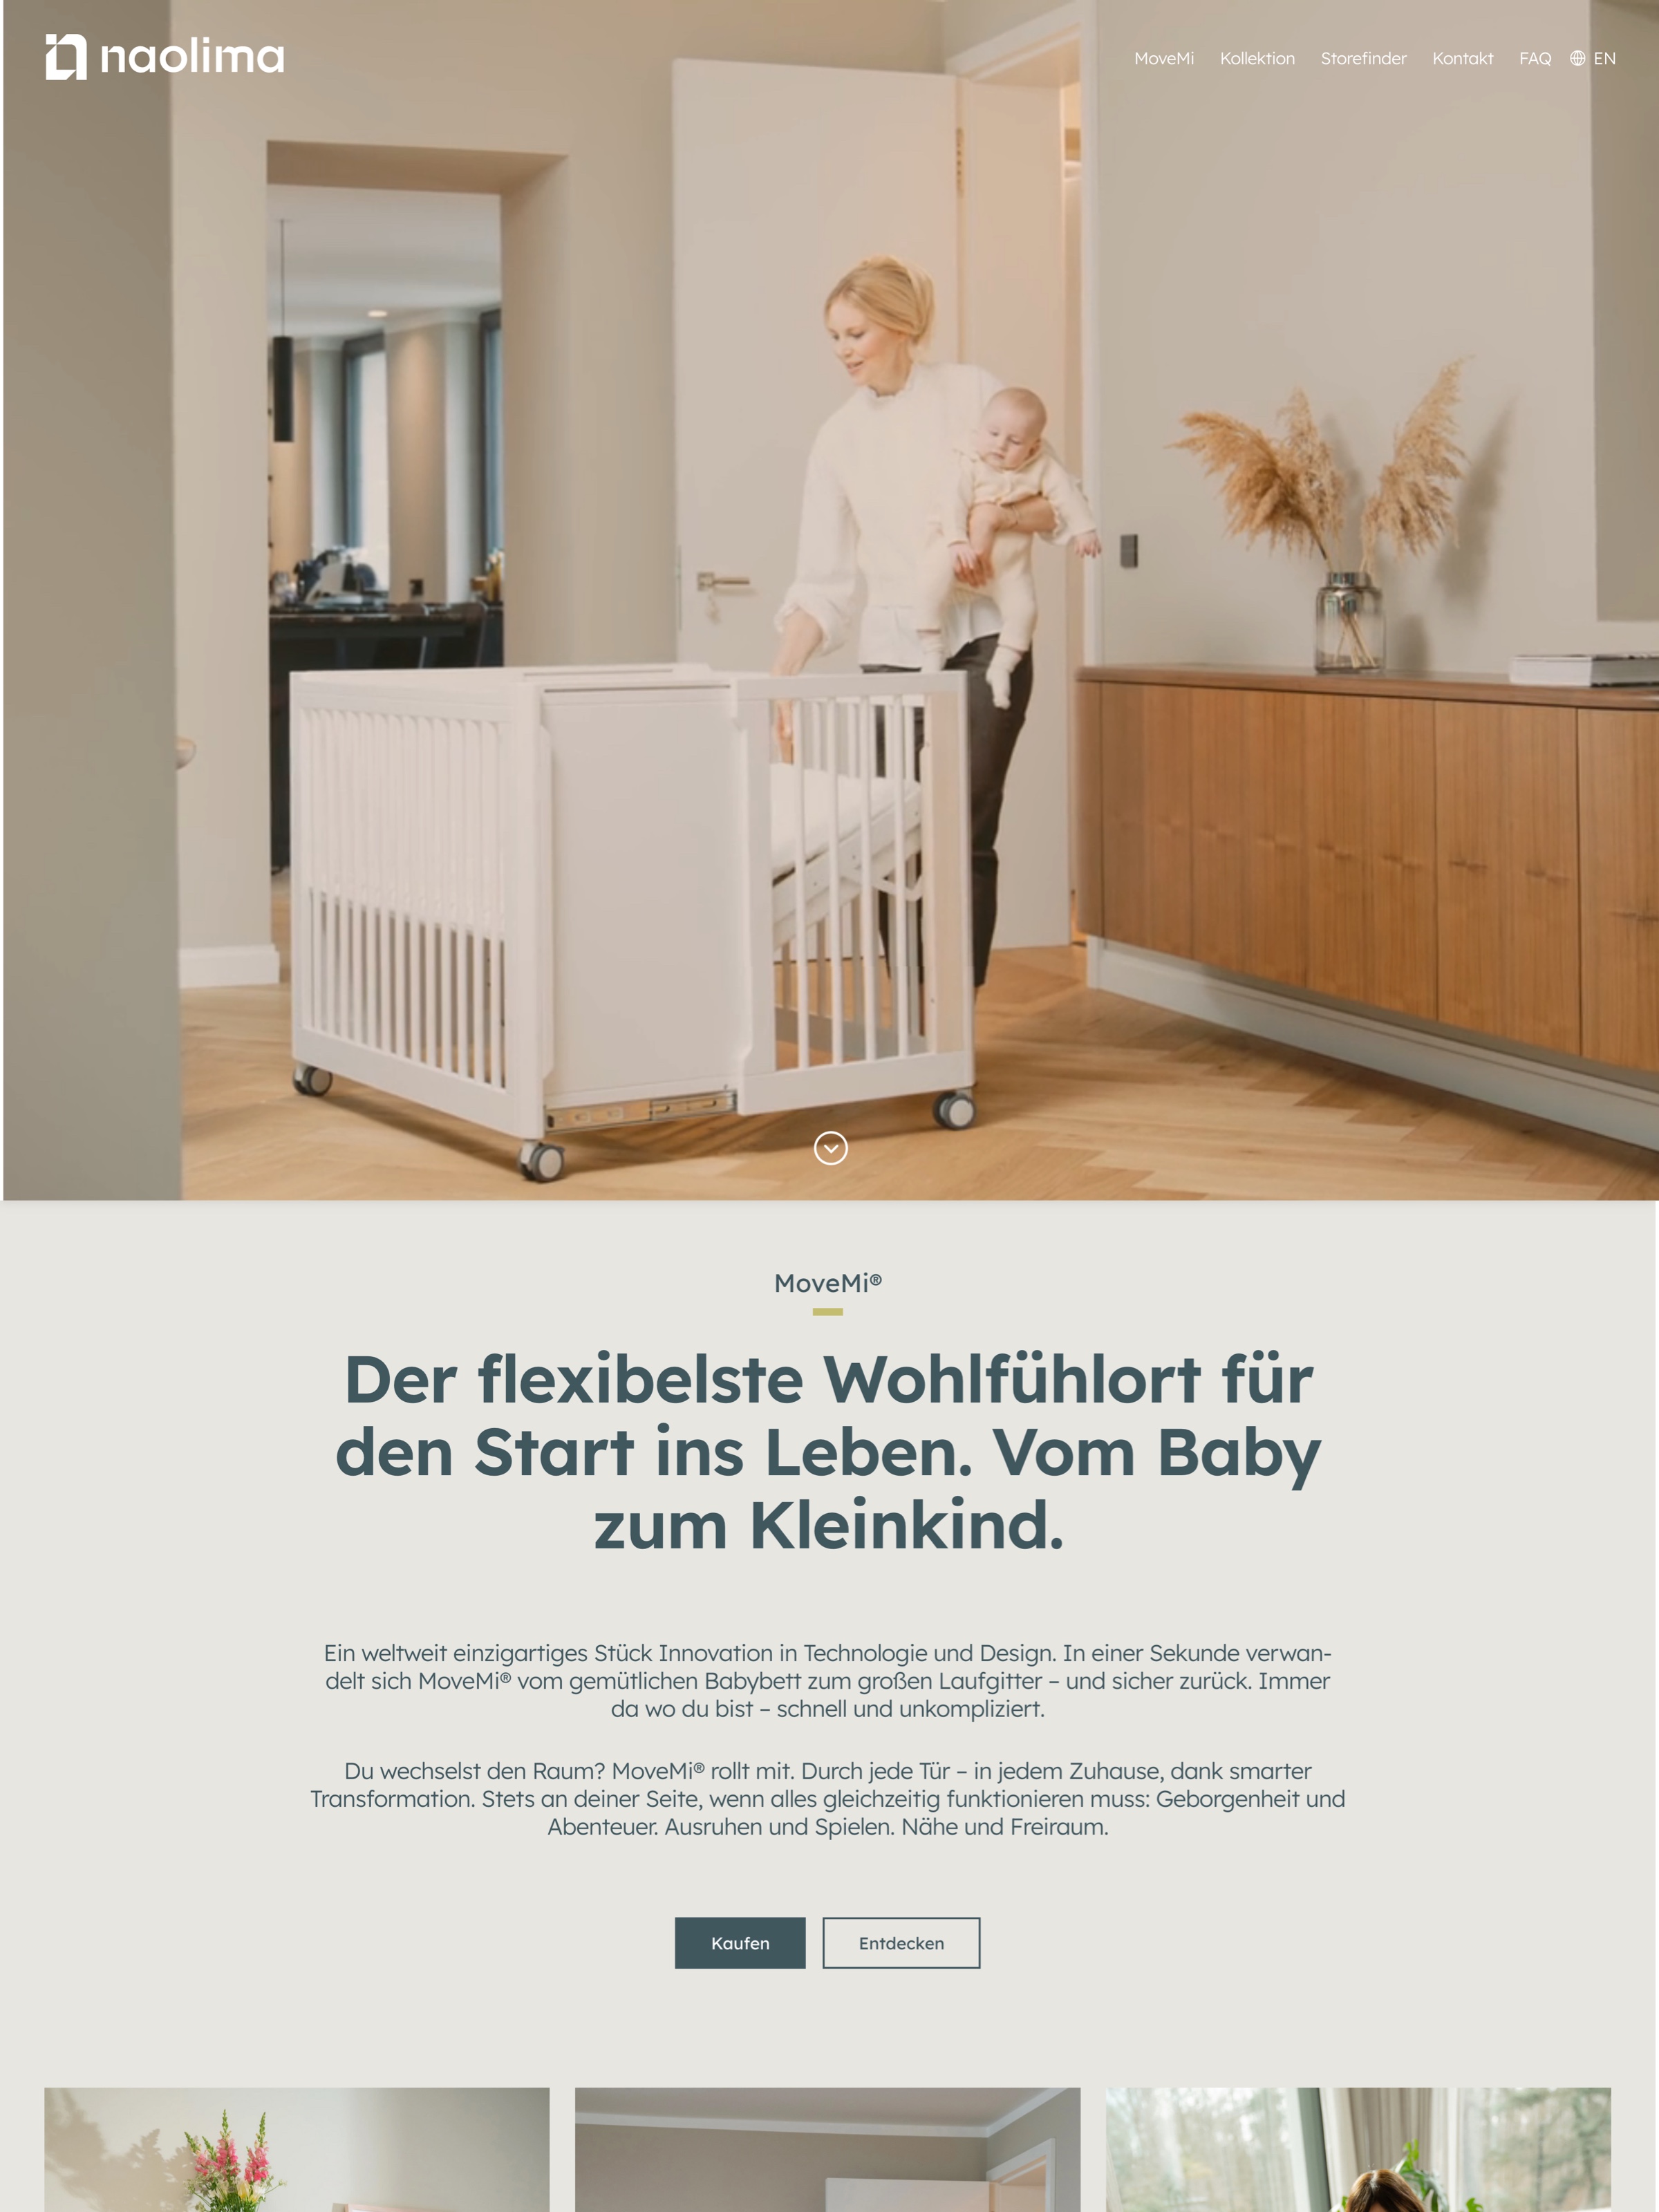 naolima
MoveMi Kollektion Storefinder Kontakt FAQ EN
MoveMi®
Der flexibelste Wohlfühlort für
den Start ins Leben. Vom Baby
zum Kleinkind.
Ein weltweit einzigartiges Stück Innovation in Technologie und Design. In einer Sekunde verwan-
delt sich MoveMi® vom gemütlichen Babybett zum großen Laufgitter – und sicher zurück. Immer
da wo du bist – schnell und unkompliziert.
Du wechselst den Raum? MoveMi® rollt mit. Durch jede Tür – in jedem Zuhause, dank smarter
Transformation. Stets an deiner Seite, wenn alles gleichzeitig funktionieren muss: Geborgenheit und
Abenteuer. Ausruhen und Spielen. Nähe und Freiraum.
Kaufen Entdecken